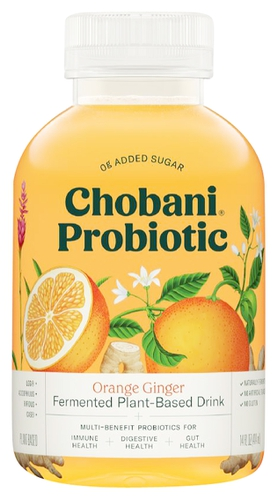 0g ADDED SUGAR
Chobani®
Probiotic
Orange Ginger
Fermented Plant-Based Drink
MULTI-BENEFIT PROBIOTICS FOR
IMMUNE + DIGESTIVE + GUT
HEALTH HEALTH HEALTH